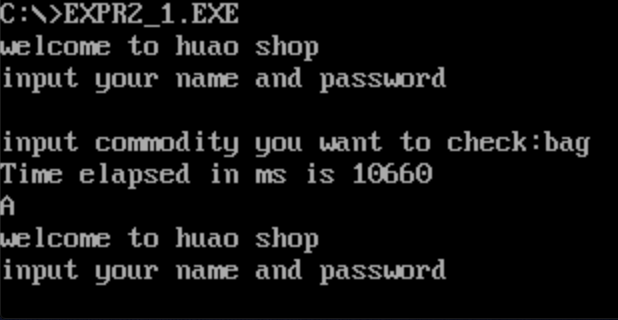 C:\>EXPR2_1.EXE
welcome to huao shop
input your name and password
input commodity you want to check:bag
Time elapsed in ms is 10660
A
welcome to huao shop
input your name and password